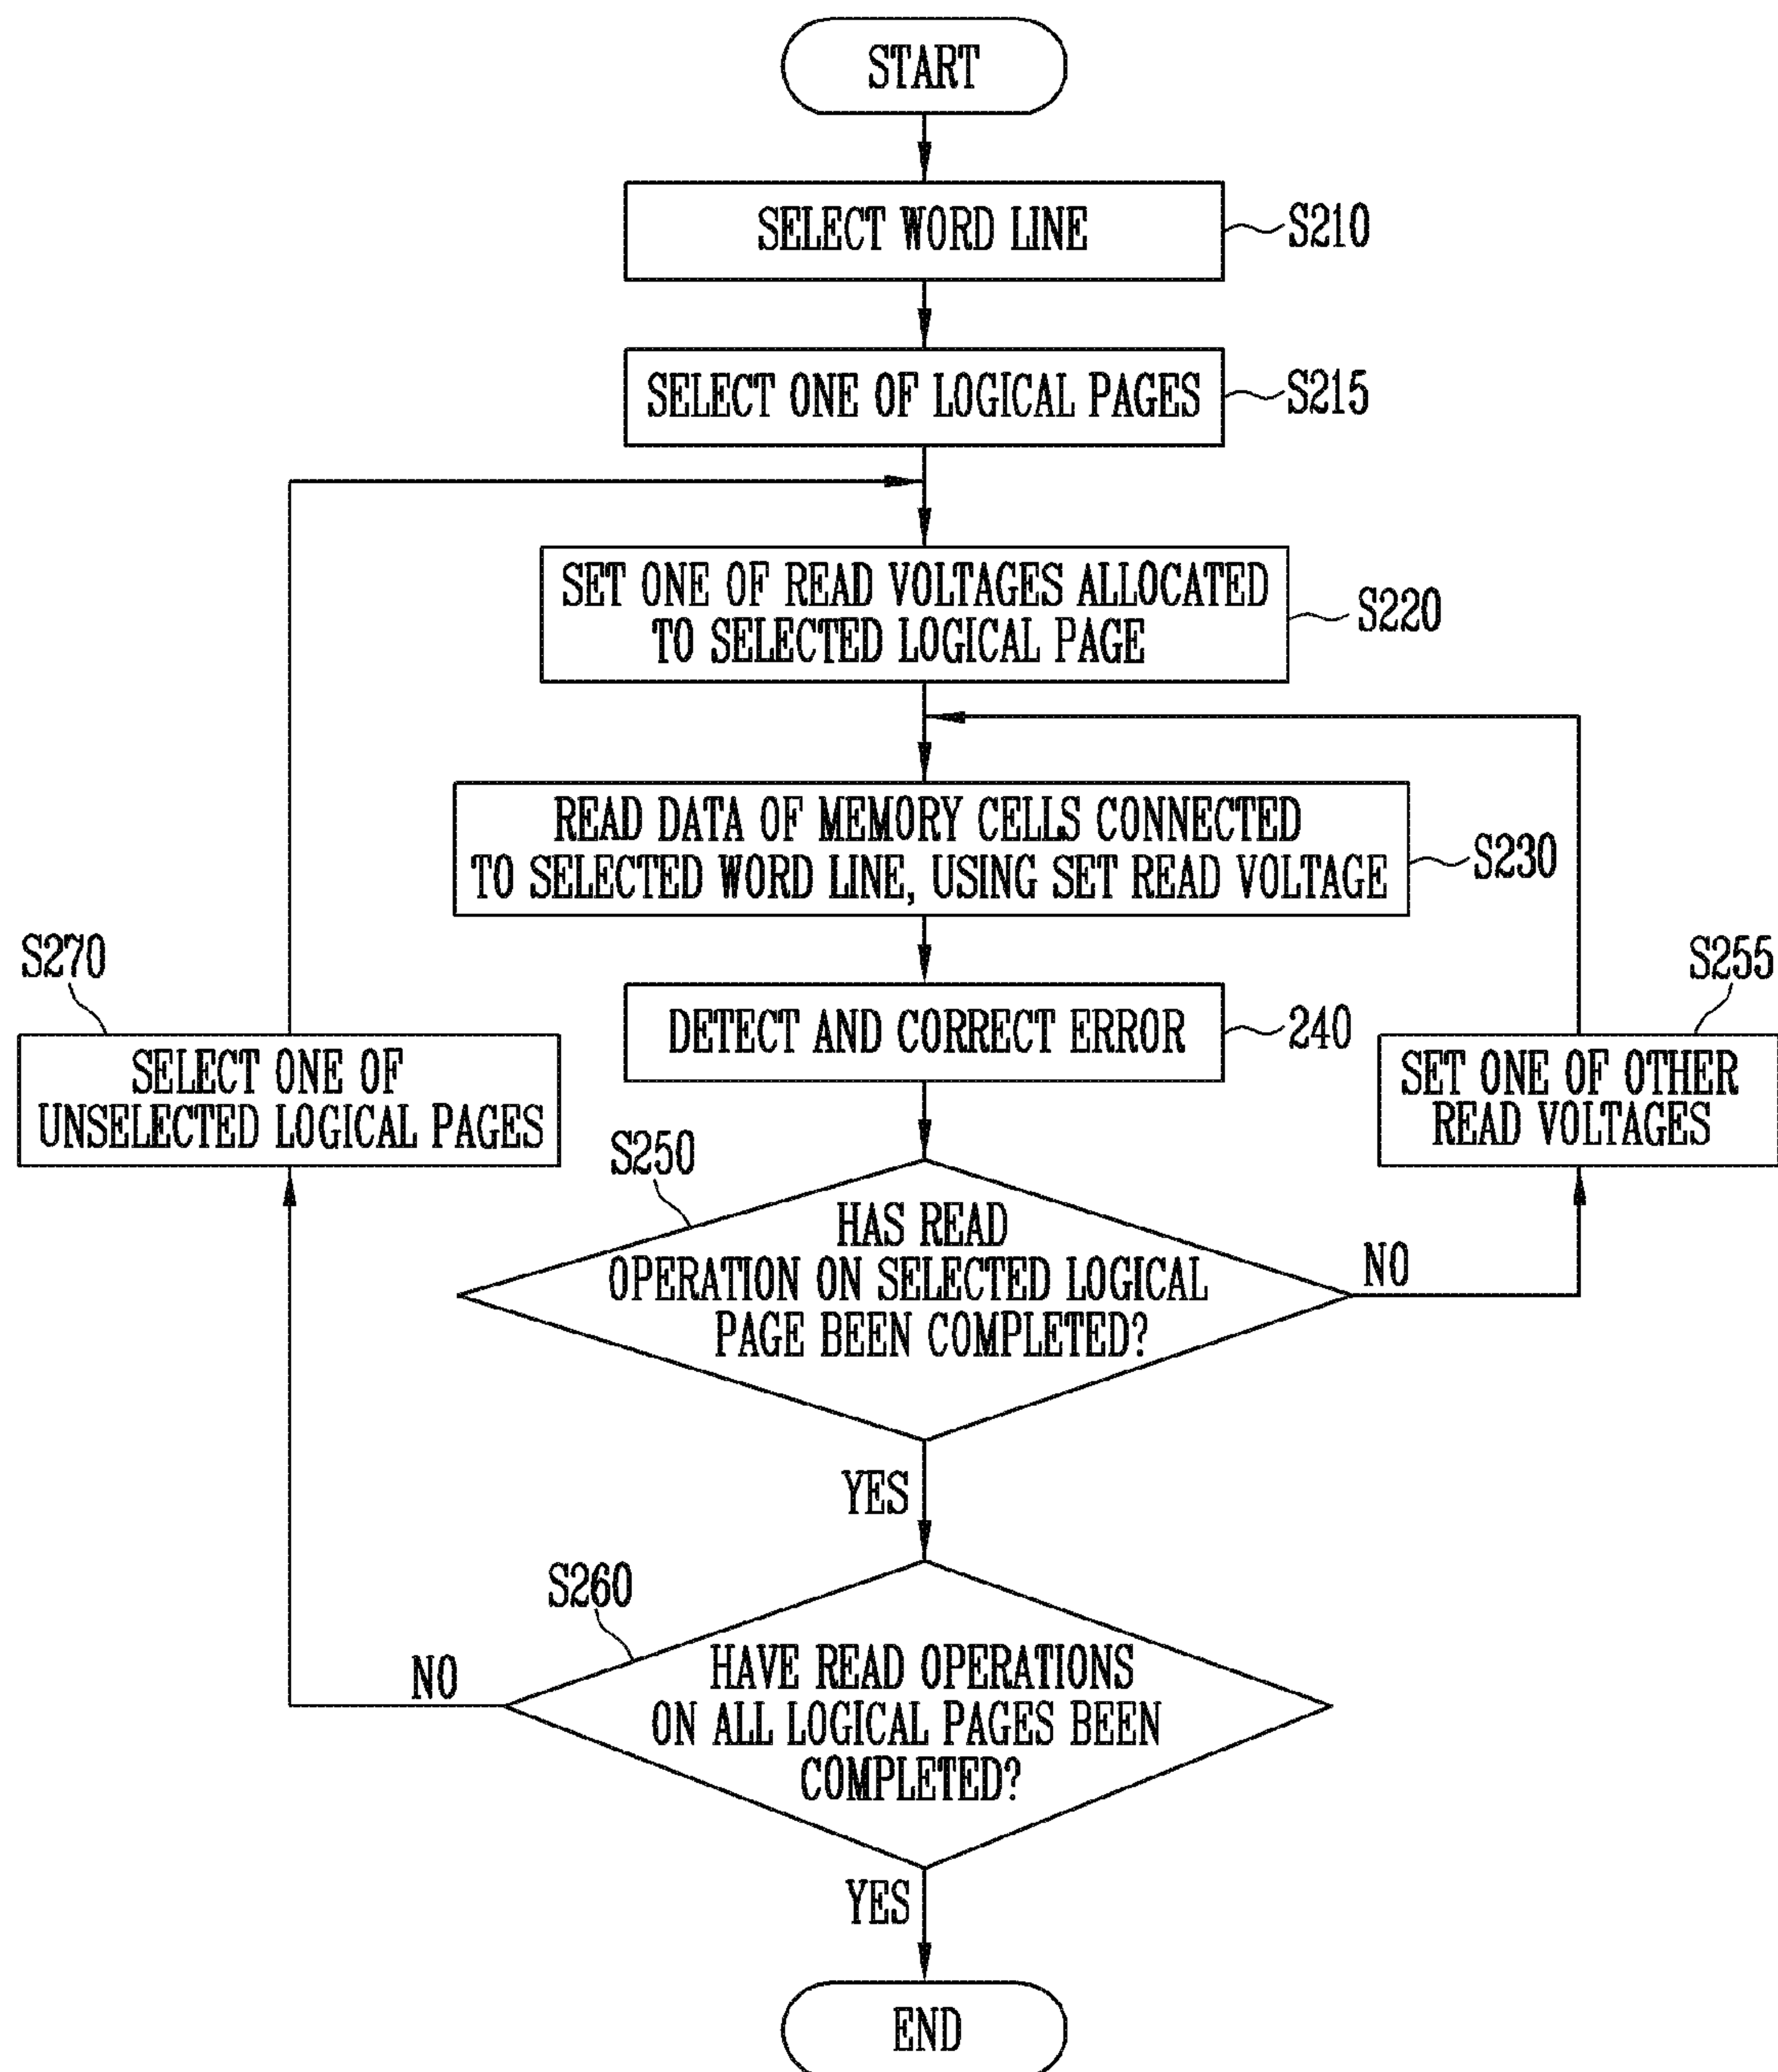 START
SELECT WORD LINE
S210
SELECT ONE OF LOGICAL PAGES
S215
SET ONE OF READ VOLTAGES ALLOCATED
TO SELECTED LOGICAL PAGE
S220
READ DATA OF MEMORY CELLS CONNECTED
TO SELECTED WORD LINE, USING SET READ VOLTAGE
S230
DETECT AND CORRECT ERROR
240
S270
SELECT ONE OF
UNSELECTED LOGICAL PAGES
S255
SET ONE OF OTHER
READ VOLTAGES
S250
HAS READ
OPERATION ON SELECTED LOGICAL
PAGE BEEN COMPLETED?
NO
YES
S260
HAVE READ OPERATIONS
ON ALL LOGICAL PAGES BEEN
COMPLETED?
NO
YES
END